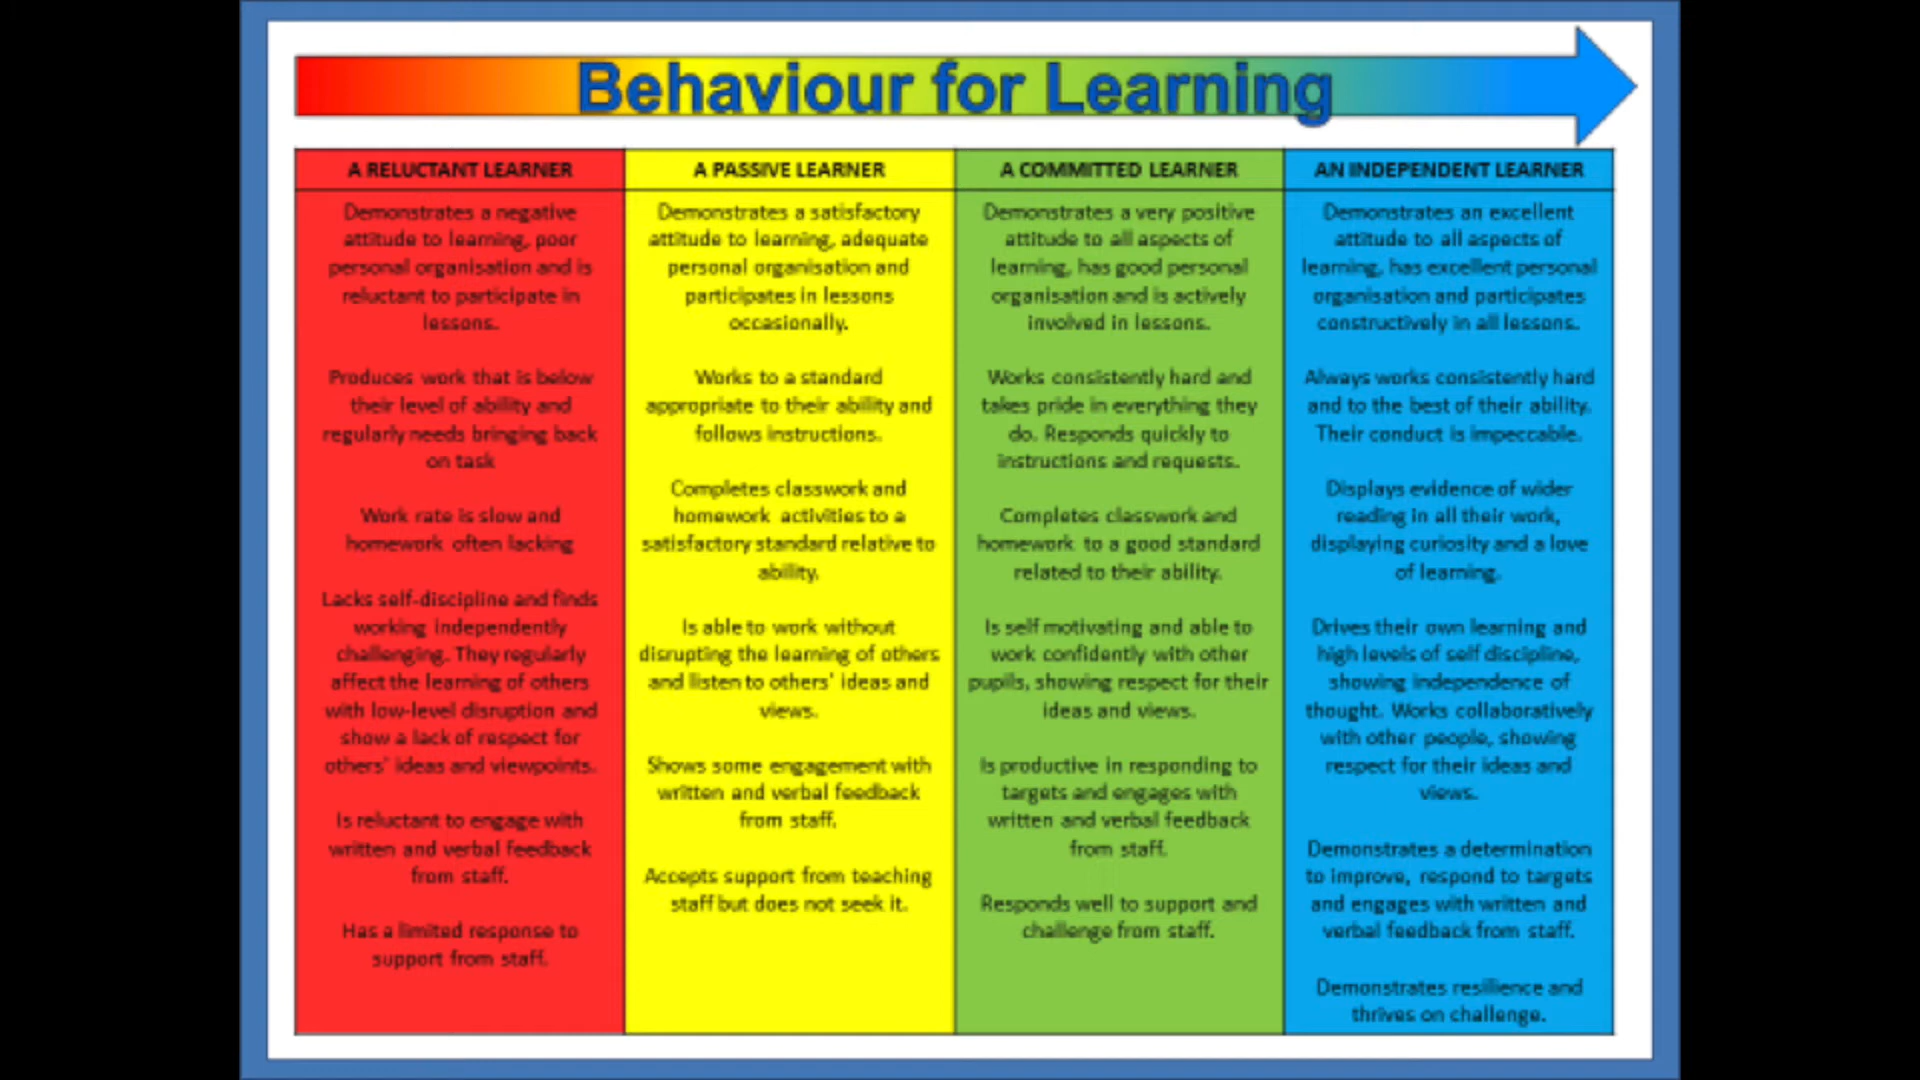 Behaviour for Learning
A RELUCTANT LEARNER
Demonstrates a negative
attitude to learning, poor
personal organisation and is
reluctant to participate in
lessons.
Produces work that is below
their level of ability and
regularly needs bringing back
on task
Work rate is slow and
homework often lacking
Lacks self-discipline and finds
working independently
challenging. They regularly
affect the learning of others
with low-level disruption and
show a lack of respect for
others' ideas and viewpoints.
Is reluctant to engage with
written and verbal feedback
from staff.
Has a limited response to
support from staff.
A PASSIVE LEARNER
Demonstrates a satisfactory
attitude to learning, adequate
personal organisation and
participates in lessons
occasionally.
Works to a standard
appropriate to their ability and
follows instructions.
Completes classwork and
homework activities to a
satisfactory standard relative to
ability.
Is able to work without
disrupting the learning of others
and listen to others' ideas and
views.
Shows some engagement with
written and verbal feedback
from staff.
Accepts support from teaching
staff but does not seek it.
A COMMITTED LEARNER
Demonstrates a very positive
attitude to all aspects of
learning, has good personal
organisation and is actively
involved in lessons.
Works consistently hard and
takes pride in everything they
do. Responds quickly to
instructions and requests.
Completes classwork and
homework to a good standard
related to their ability.
Is self motivating and able to
work confidently with other
pupils, showing respect for their
ideas and views.
Is productive in responding to
targets and engages with
written and verbal feedback
from staff.
Responds well to support and
challenge from staff.
AN INDEPENDENT LEARNER
Demonstrates an excellent
attitude to all aspects of
learning, has excellent personal
organisation and participates
constructively in all lessons.
Always works consistently hard
and to the best of their ability.
Their conduct is impeccable.
Displays evidence of wider
reading in all their work,
displaying curiosity and a love
of learning.
Drives their own learning and
high levels of self discipline,
showing independence of
thought. Works collaboratively
with other people, showing
respect for their ideas and
views.
Demonstrates a determination
to improve, respond to targets
and engages with written and
verbal feedback from staff.
Demonstrates resilience and
thrives on challenge.